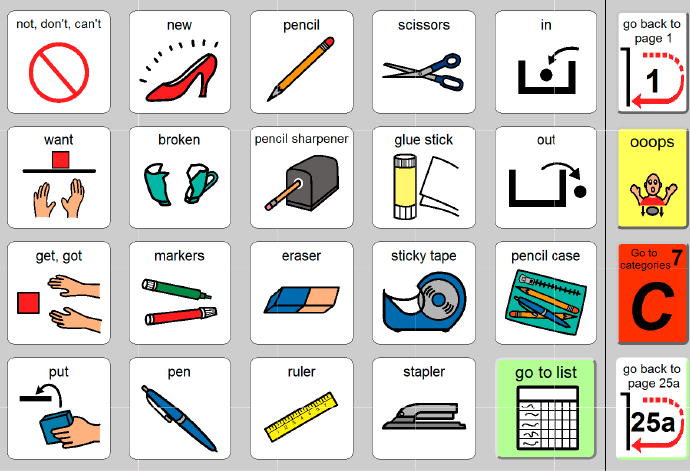 not, don't, can't
new
pencil
scissors
in
go back to
page 1
1
want
broken
pencil sharpener
glue stick
out
ooops
get, got
markers
eraser
sticky tape
pencil case
Go to
categories 7
C
put
pen
ruler
stapler
go to list
go back to
page 25a
25a